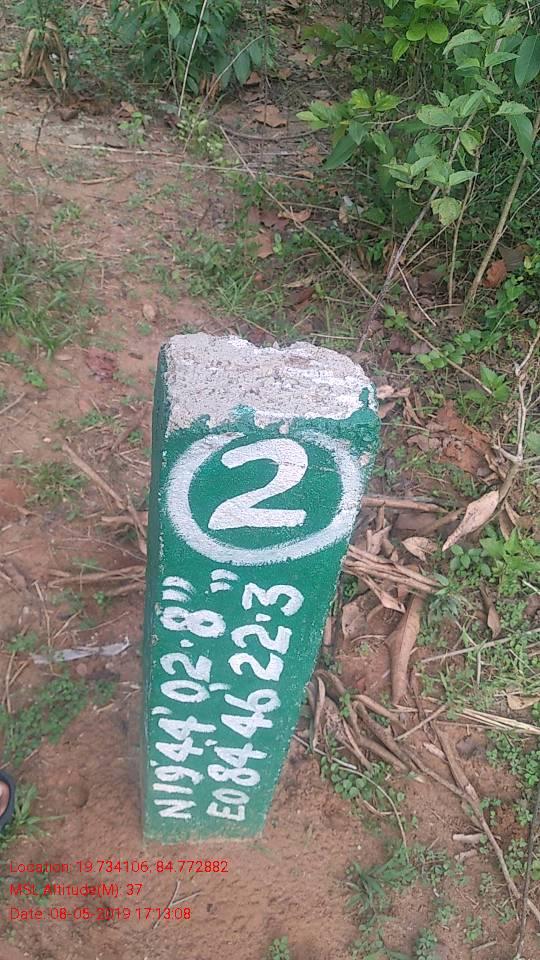 2
N19°44'02.8"
E084°46'22.3"
Location: 19.734106, 84.772882
MSL Altitude(M): 37
Date: 08-05-2019 17:13:08